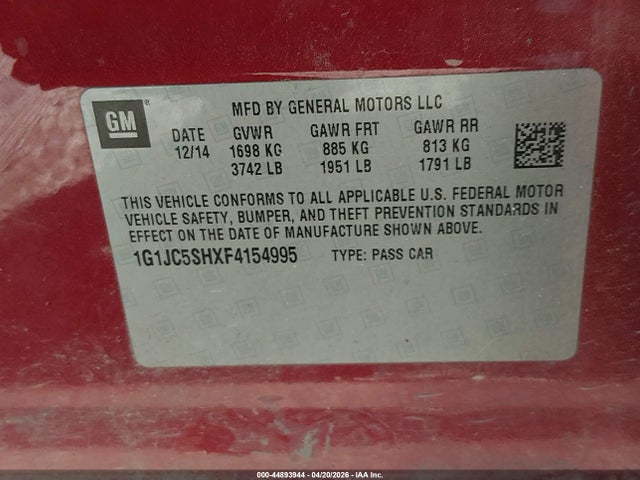 GM ®
MFD BY GENERAL MOTORS LLC
DATE GVWR GAWR FRT GAWR RR
12/14 1698 KG 885 KG 813 KG
3742 LB 1951 LB 1791 LB
THIS VEHICLE CONFORMS TO ALL APPLICABLE U.S. FEDERAL MOTOR
VEHICLE SAFETY, BUMPER, AND THEFT PREVENTION STANDARDS IN
EFFECT ON THE DATE OF MANUFACTURE SHOWN ABOVE.
1G1JC5SHXF4154995 TYPE: PASS CAR
000-44893944 - 04/20/2026 - IAA Inc.